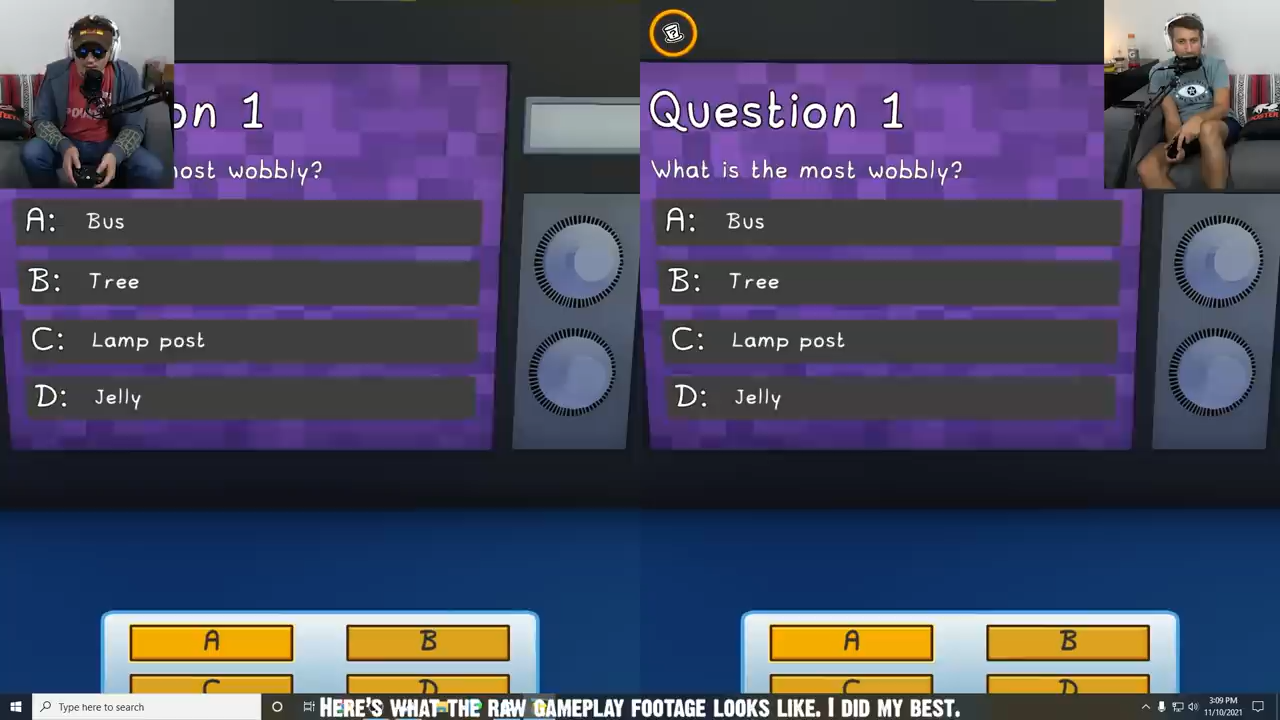 on 1
ost wobbly?
A: Bus
B: Tree
C: Lamp post
D: Jelly
A
B
C
D
Question 1
What is the most wobbly?
A: Bus
B: Tree
C: Lamp post
D: Jelly
A
B
C
D
Type here to search
HERE'S WHAT THE RAW GAMEPLAY FOOTAGE LOOKS LIKE. I DID MY BEST.
3:09 PM
11/10/2021